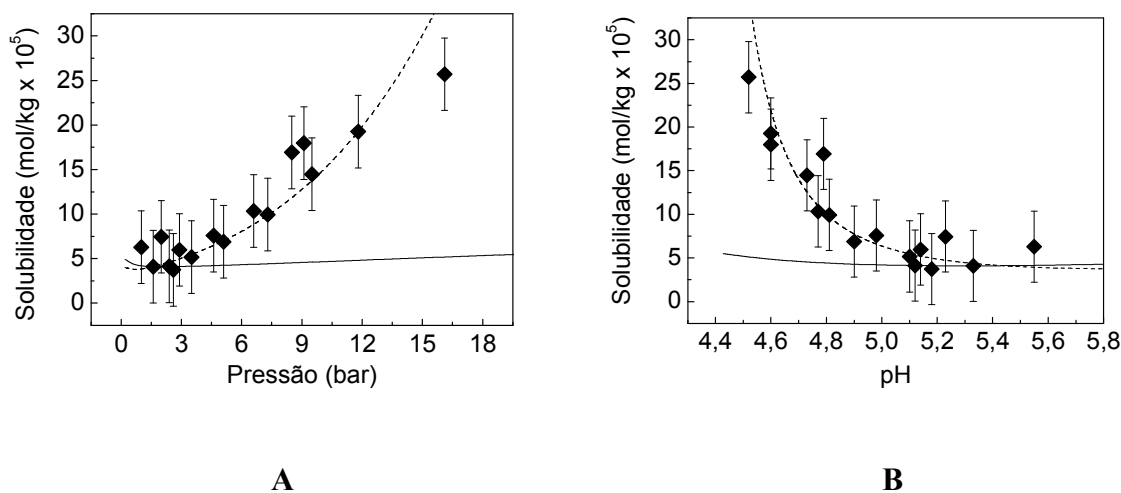 30
25
20
15
10
5
0
Solubilidade (mol/kg x 10⁵)
0 3 6 9 12 15 18
Pressão (bar)
A
30
25
20
15
10
5
0
Solubilidade (mol/kg x 10⁵)
4,4 4,6 4,8 5,0 5,2 5,4 5,6 5,8
pH
B